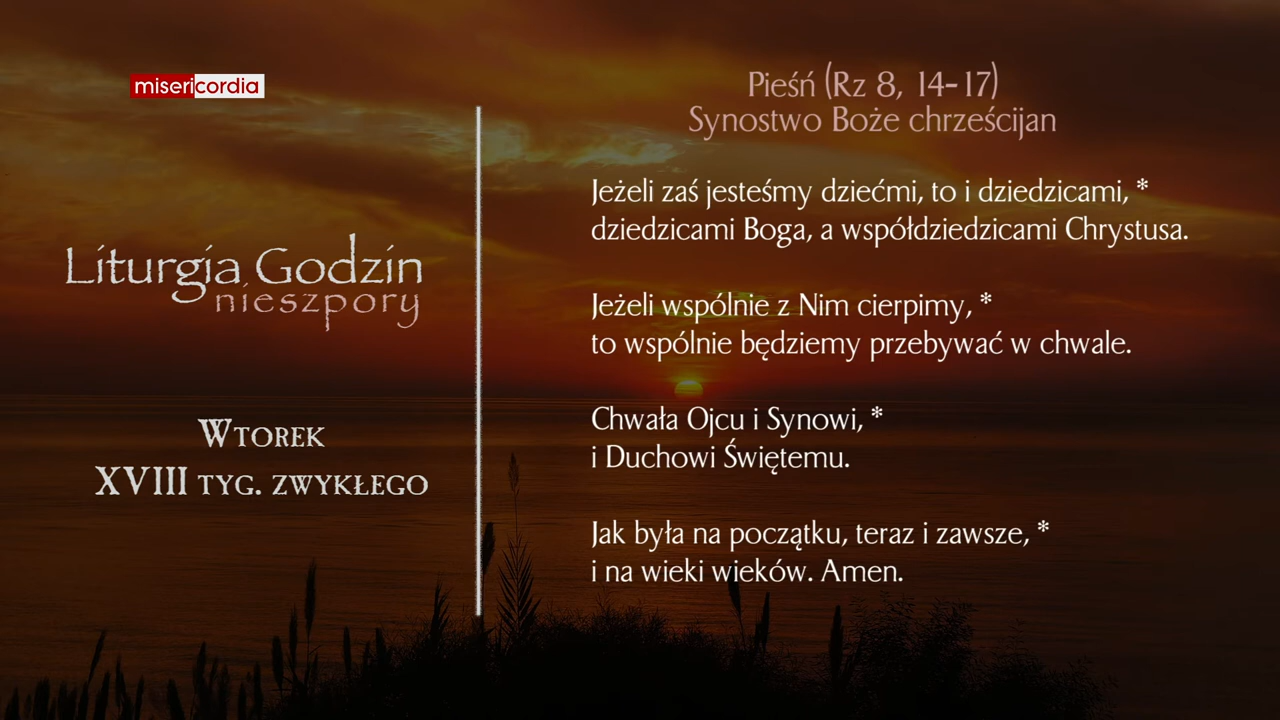 misericordia
Liturgia Godzin
nieszpory
Wtorek
XVIII tyg. zwykłego
Pieśń (Rz 8, 14-17)
Synostwo Boże chrześcijan
Jeżeli zaś jesteśmy dziećmi, to i dziedzicami, *
dziedzicami Boga, a współdziedzicami Chrystusa.
Jeżeli wspólnie z Nim cierpimy, *
to wspólnie będziemy przebywać w chwale.
Chwała Ojcu i Synowi, *
i Duchowi Świętemu.
Jak była na początku, teraz i zawsze, *
i na wieki wieków. Amen.